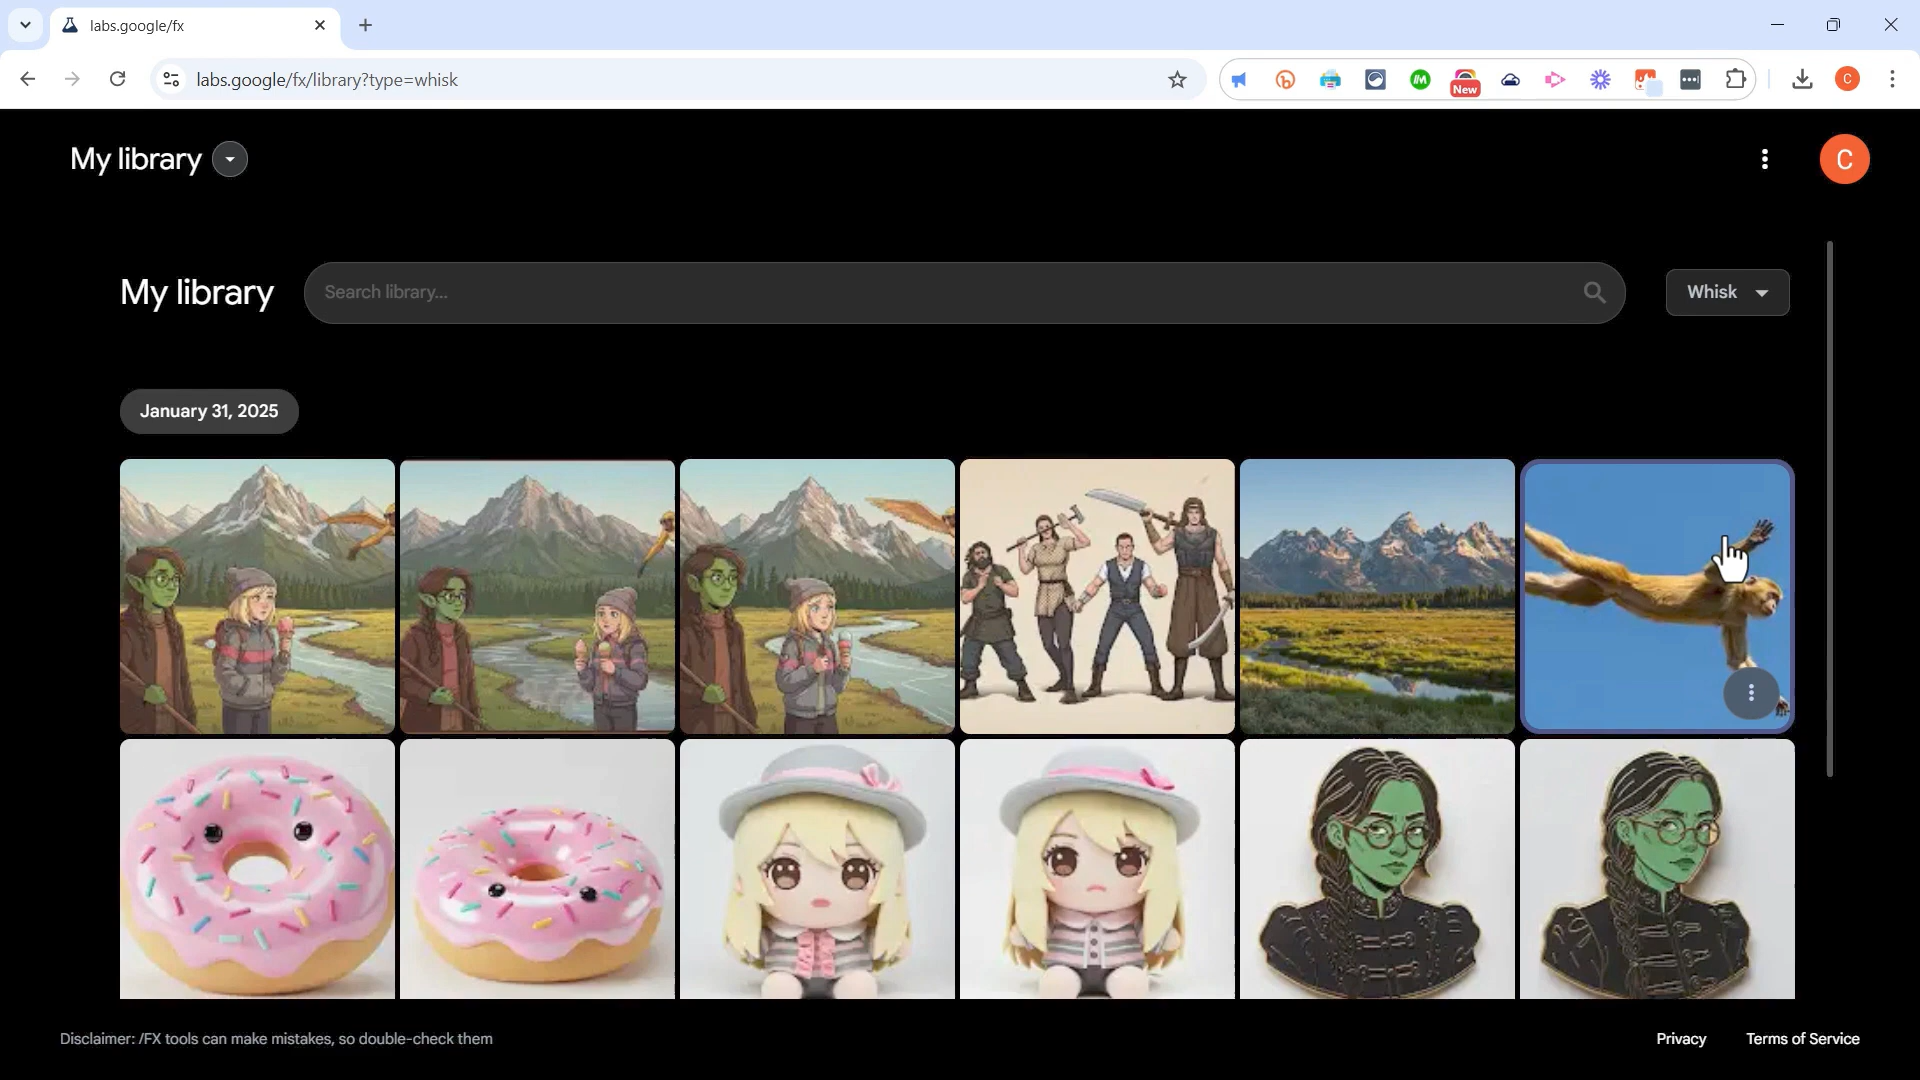 labs.google/fx
labs.google/fx/library?type=whisk
New
C
My library
C
My library
Search library...
Whisk
January 31, 2025
Disclaimer: /FX tools can make mistakes, so double-check them
Privacy
Terms of Service